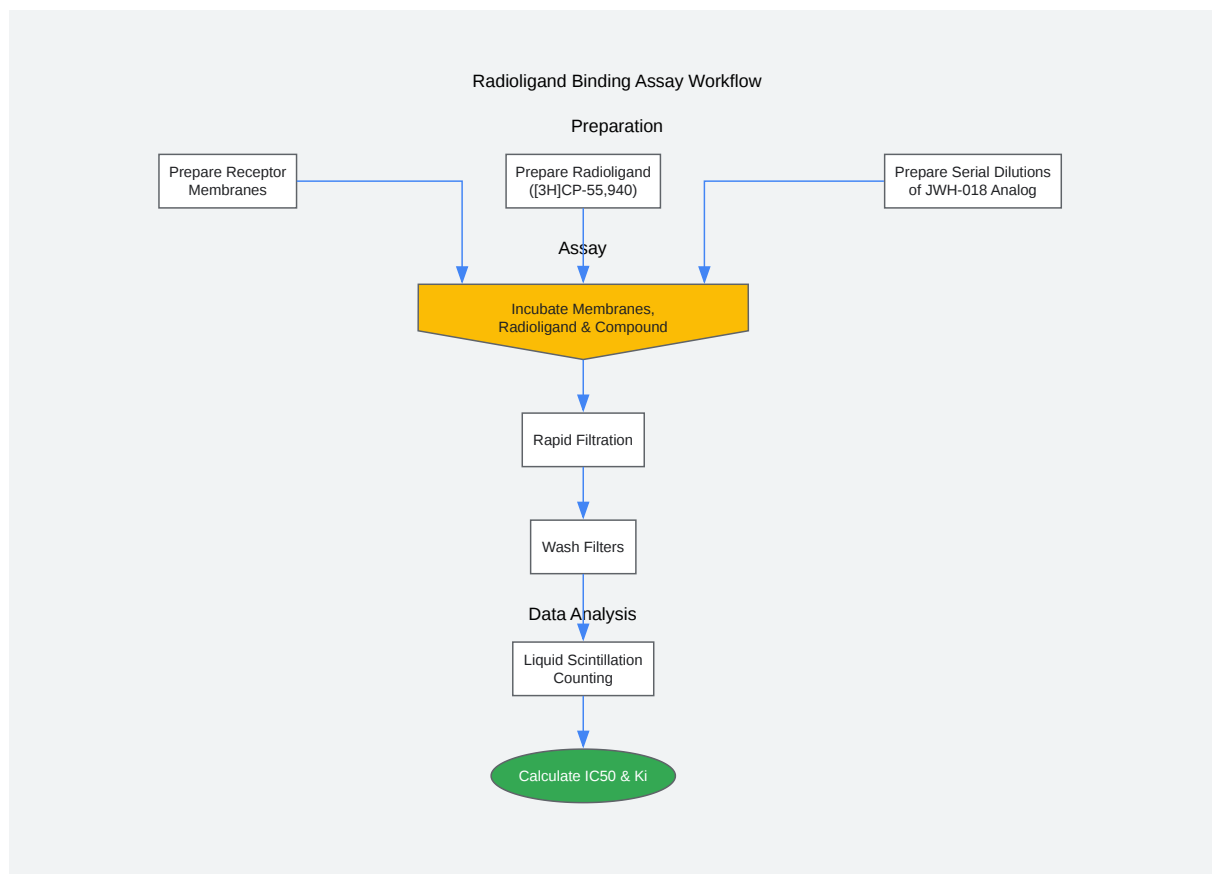 Radioligand Binding Assay Workflow
Preparation
Prepare Receptor
Membranes
Prepare Radioligand
([3H]CP-55,940)
Prepare Serial Dilutions
of JWH-018 Analog
Assay
Incubate Membranes,
Radioligand & Compound
Rapid Filtration
Wash Filters
Data Analysis
Liquid Scintillation
Counting
Calculate IC50 & Ki